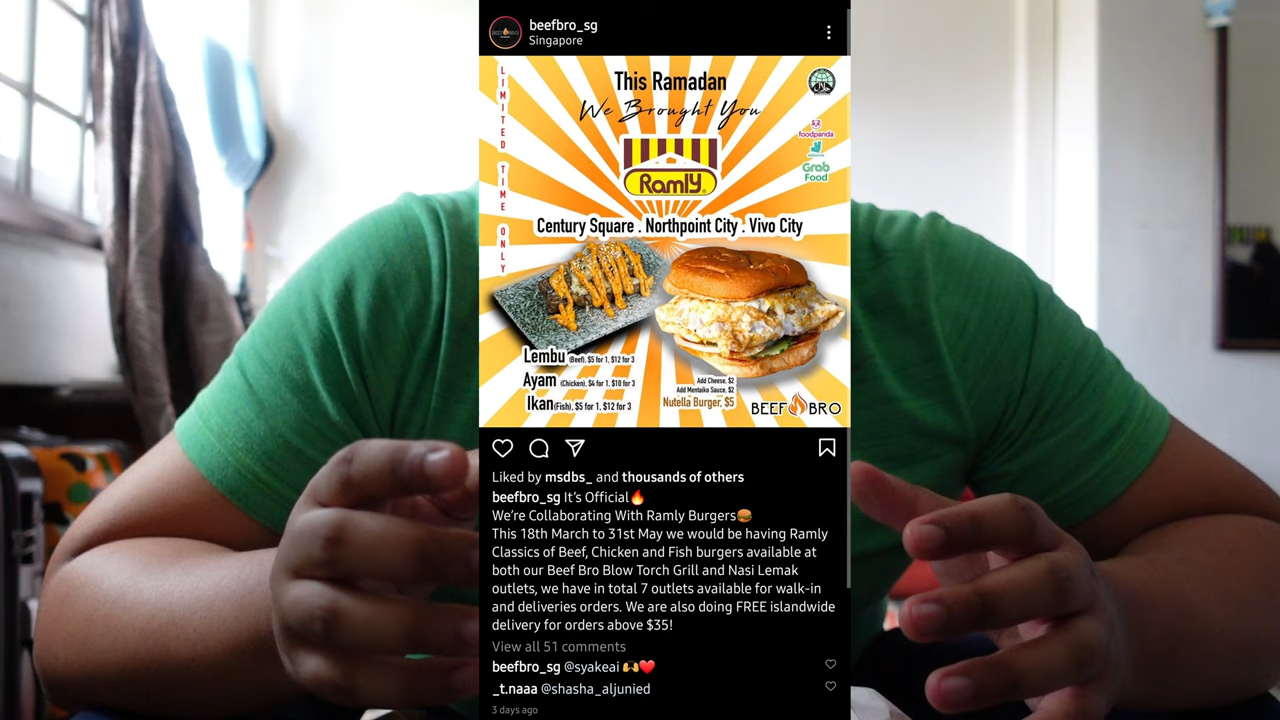 beefbro_sg
Singapore
LIMITED TIME ONLY
This Ramadan
We Brought You
foodpanda
Grab
Food
Ramly
Century Square . Northpoint City . Vivo City
Lembu (Beef), $5 for 1, $12 for 3
Ayam (Chicken), $4 for 1, $10 for 3
Ikan (Fish), $5 for 1, $12 for 3
Add Cheese, $2
Add Mentaiko Sauce, $2
Nutella Burger, $5
BEEF BRO
Liked by msdbs_ and thousands of others
beefbro_sg It's Official🔥
We're Collaborating With Ramly Burgers🍔
This 18th March to 31st May we would be having Ramly
Classics of Beef, Chicken and Fish burgers available at
both our Beef Bro Blow Torch Grill and Nasi Lemak
outlets, we have in total 7 outlets available for walk-in
and deliveries orders. We are also doing FREE islandwide
delivery for orders above $35!
View all 51 comments
beefbro_sg @syakeai 🙌❤️
_t.naaa @shasha_aljunied
3 days ago